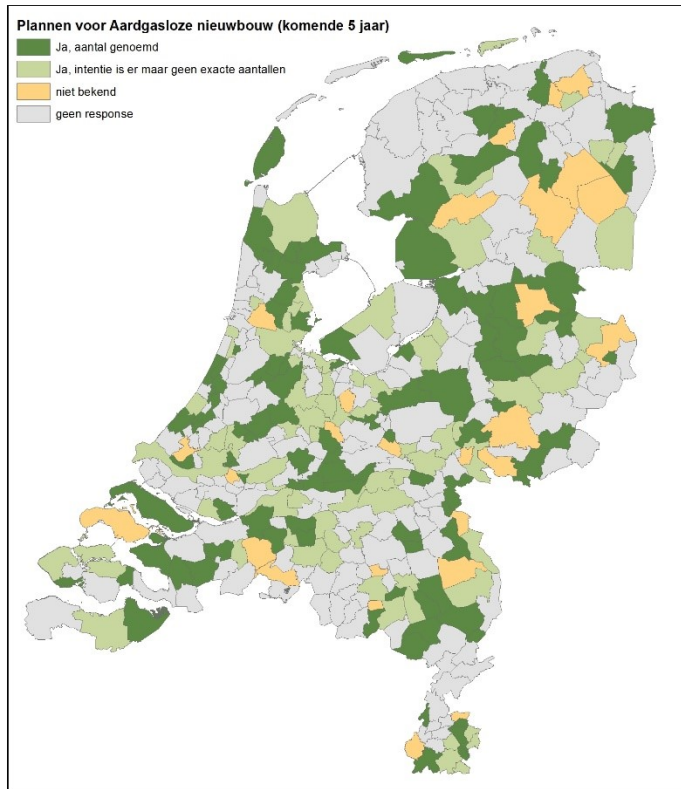 Plannen voor Aardgasloze nieuwbouw (komende 5 jaar)
Ja, aantal genoemd
Ja, intentie is er maar geen exacte aantallen
niet bekend
geen response